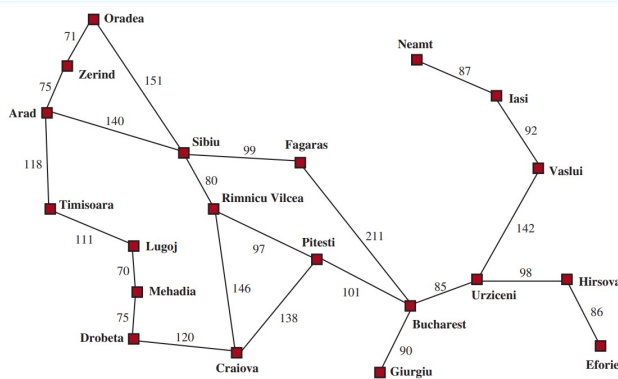 Oradea
71
Neamt
Zerind
87
151
75
Iasi
Arad
140
92
Sibiu
Fagaras
99
118
Vaslui
80
Rimnicu Vilcea
Timisoara
142
111
Pitesti
211
Lugoj
97
70
98
Hirsova
85
146
101
Urziceni
Mehadia
86
138
Bucharest
75
120
Drobeta
90
Eforie
Craiova
Giurgiu